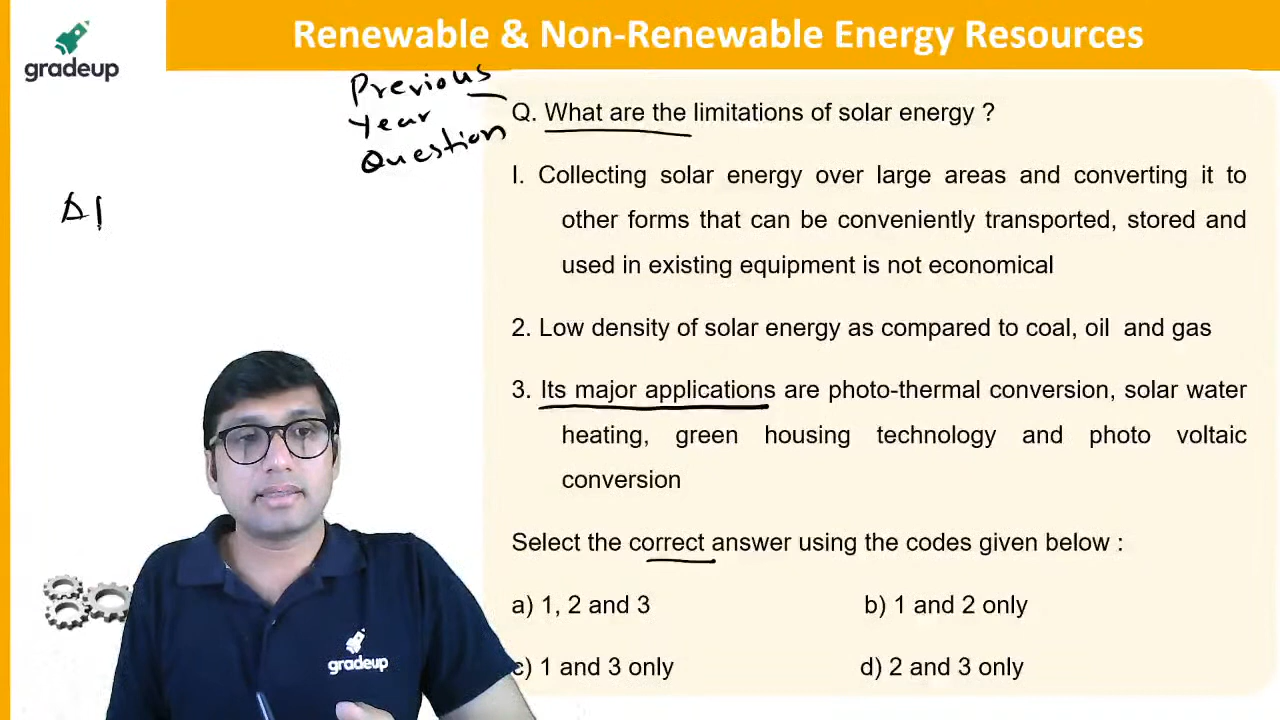 Renewable & Non-Renewable Energy Resources
gradeup
Previous
Year
Question
Q. What are the limitations of solar energy ?
I. Collecting solar energy over large areas and converting it to
other forms that can be conveniently transported, stored and
used in existing equipment is not economical
2. Low density of solar energy as compared to coal, oil and gas
3. Its major applications are photo-thermal conversion, solar water
heating, green housing technology and photo voltaic
conversion
Select the correct answer using the codes given below :
a) 1, 2 and 3
b) 1 and 2 only
c) 1 and 3 only
d) 2 and 3 only
gradeup